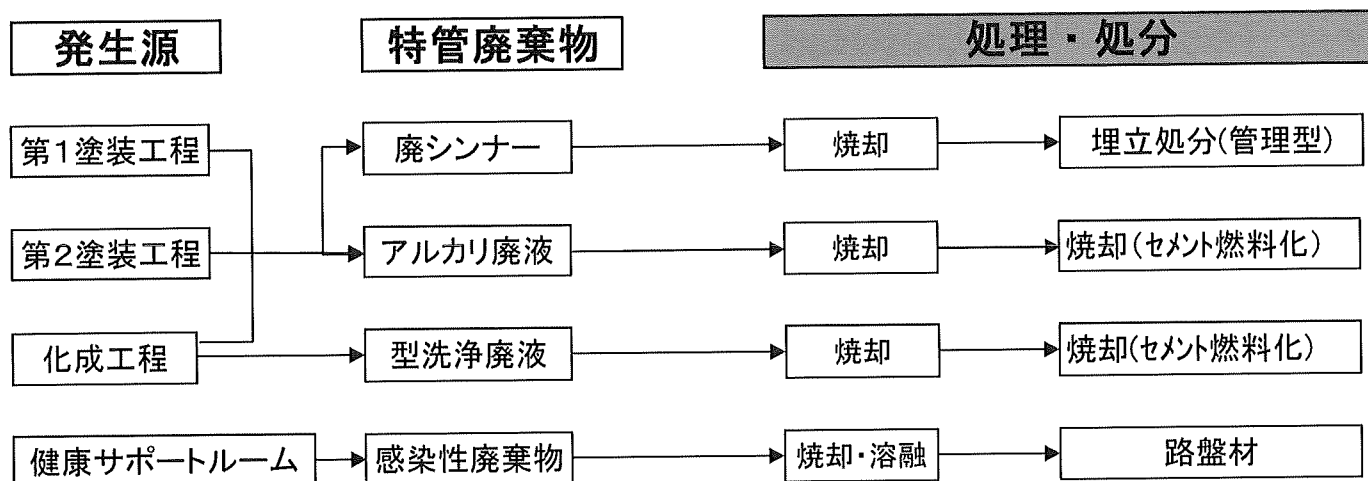 発生源 特管廃棄物 処理・処分
第1塗装工程 廃シンナー 焼却 埋立処分(管理型)
第2塗装工程 アルカリ廃液 焼却 焼却(セメント燃料化)
化成工程 型洗浄廃液 焼却 焼却(セメント燃料化)
健康サポートルーム 感染性廃棄物 焼却・溶融 路盤材